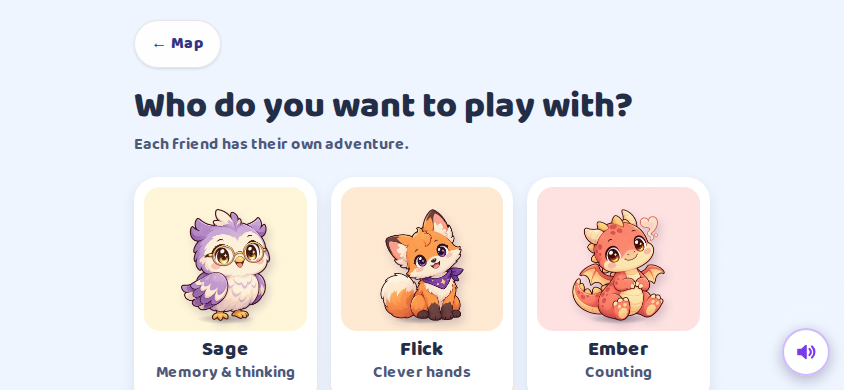 ← Map
Who do you want to play with?
Each friend has their own adventure.
Sage
Memory & thinking
Flick
Clever hands
Ember
Counting